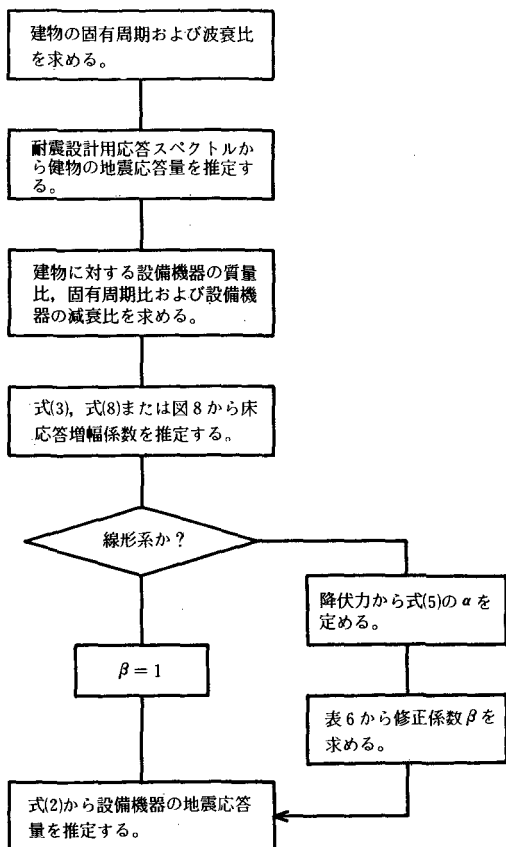 建物の固有周期および波衰比
を求める。
耐震設計用応答スペクトルか
ら健物の地震応答量を推定す
る。
建物に対する設備機器の質量
比，固有周期比および設備機
器の減衰比を求める。
式(3)，式(8)または図8から床
応答増幅係数を推定する。
線形系か？
降伏力から式(5)のαを
定める。
β＝1
表6から修正係数βを
求める。
式(2)から設備機器の地震応答
量を推定する。